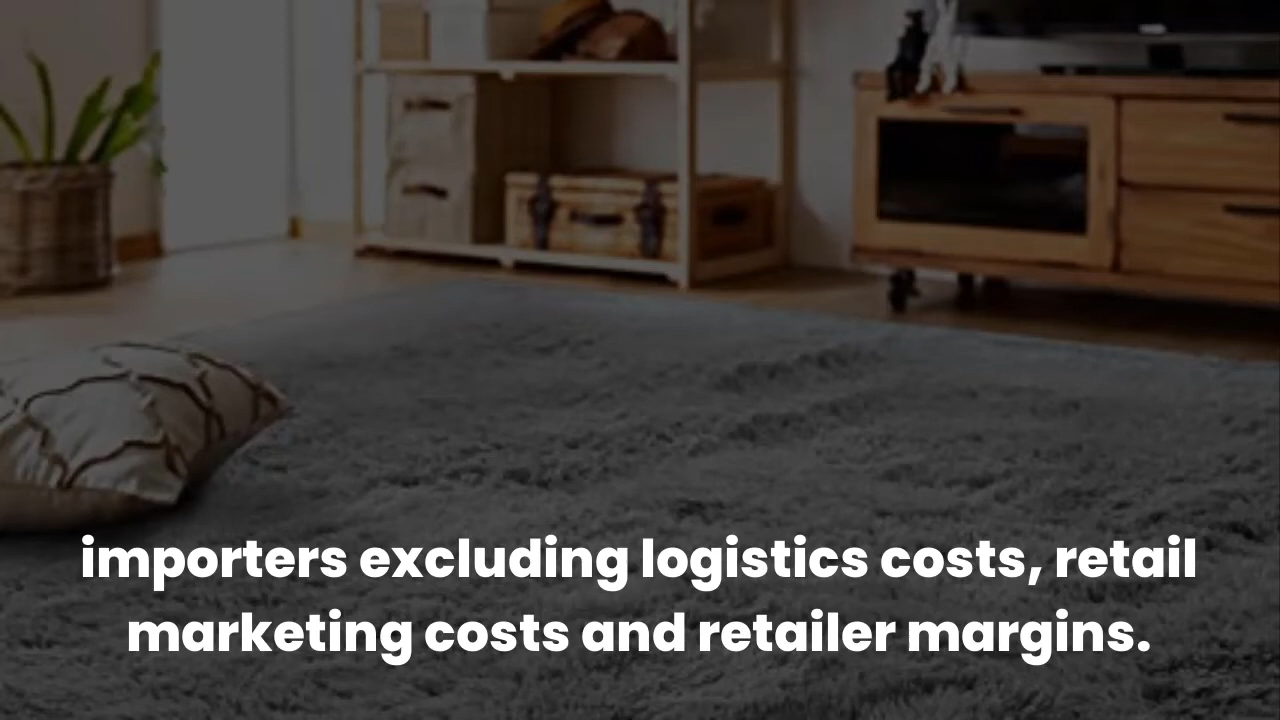 importers excluding logistics costs, retail
marketing costs and retailer margins.